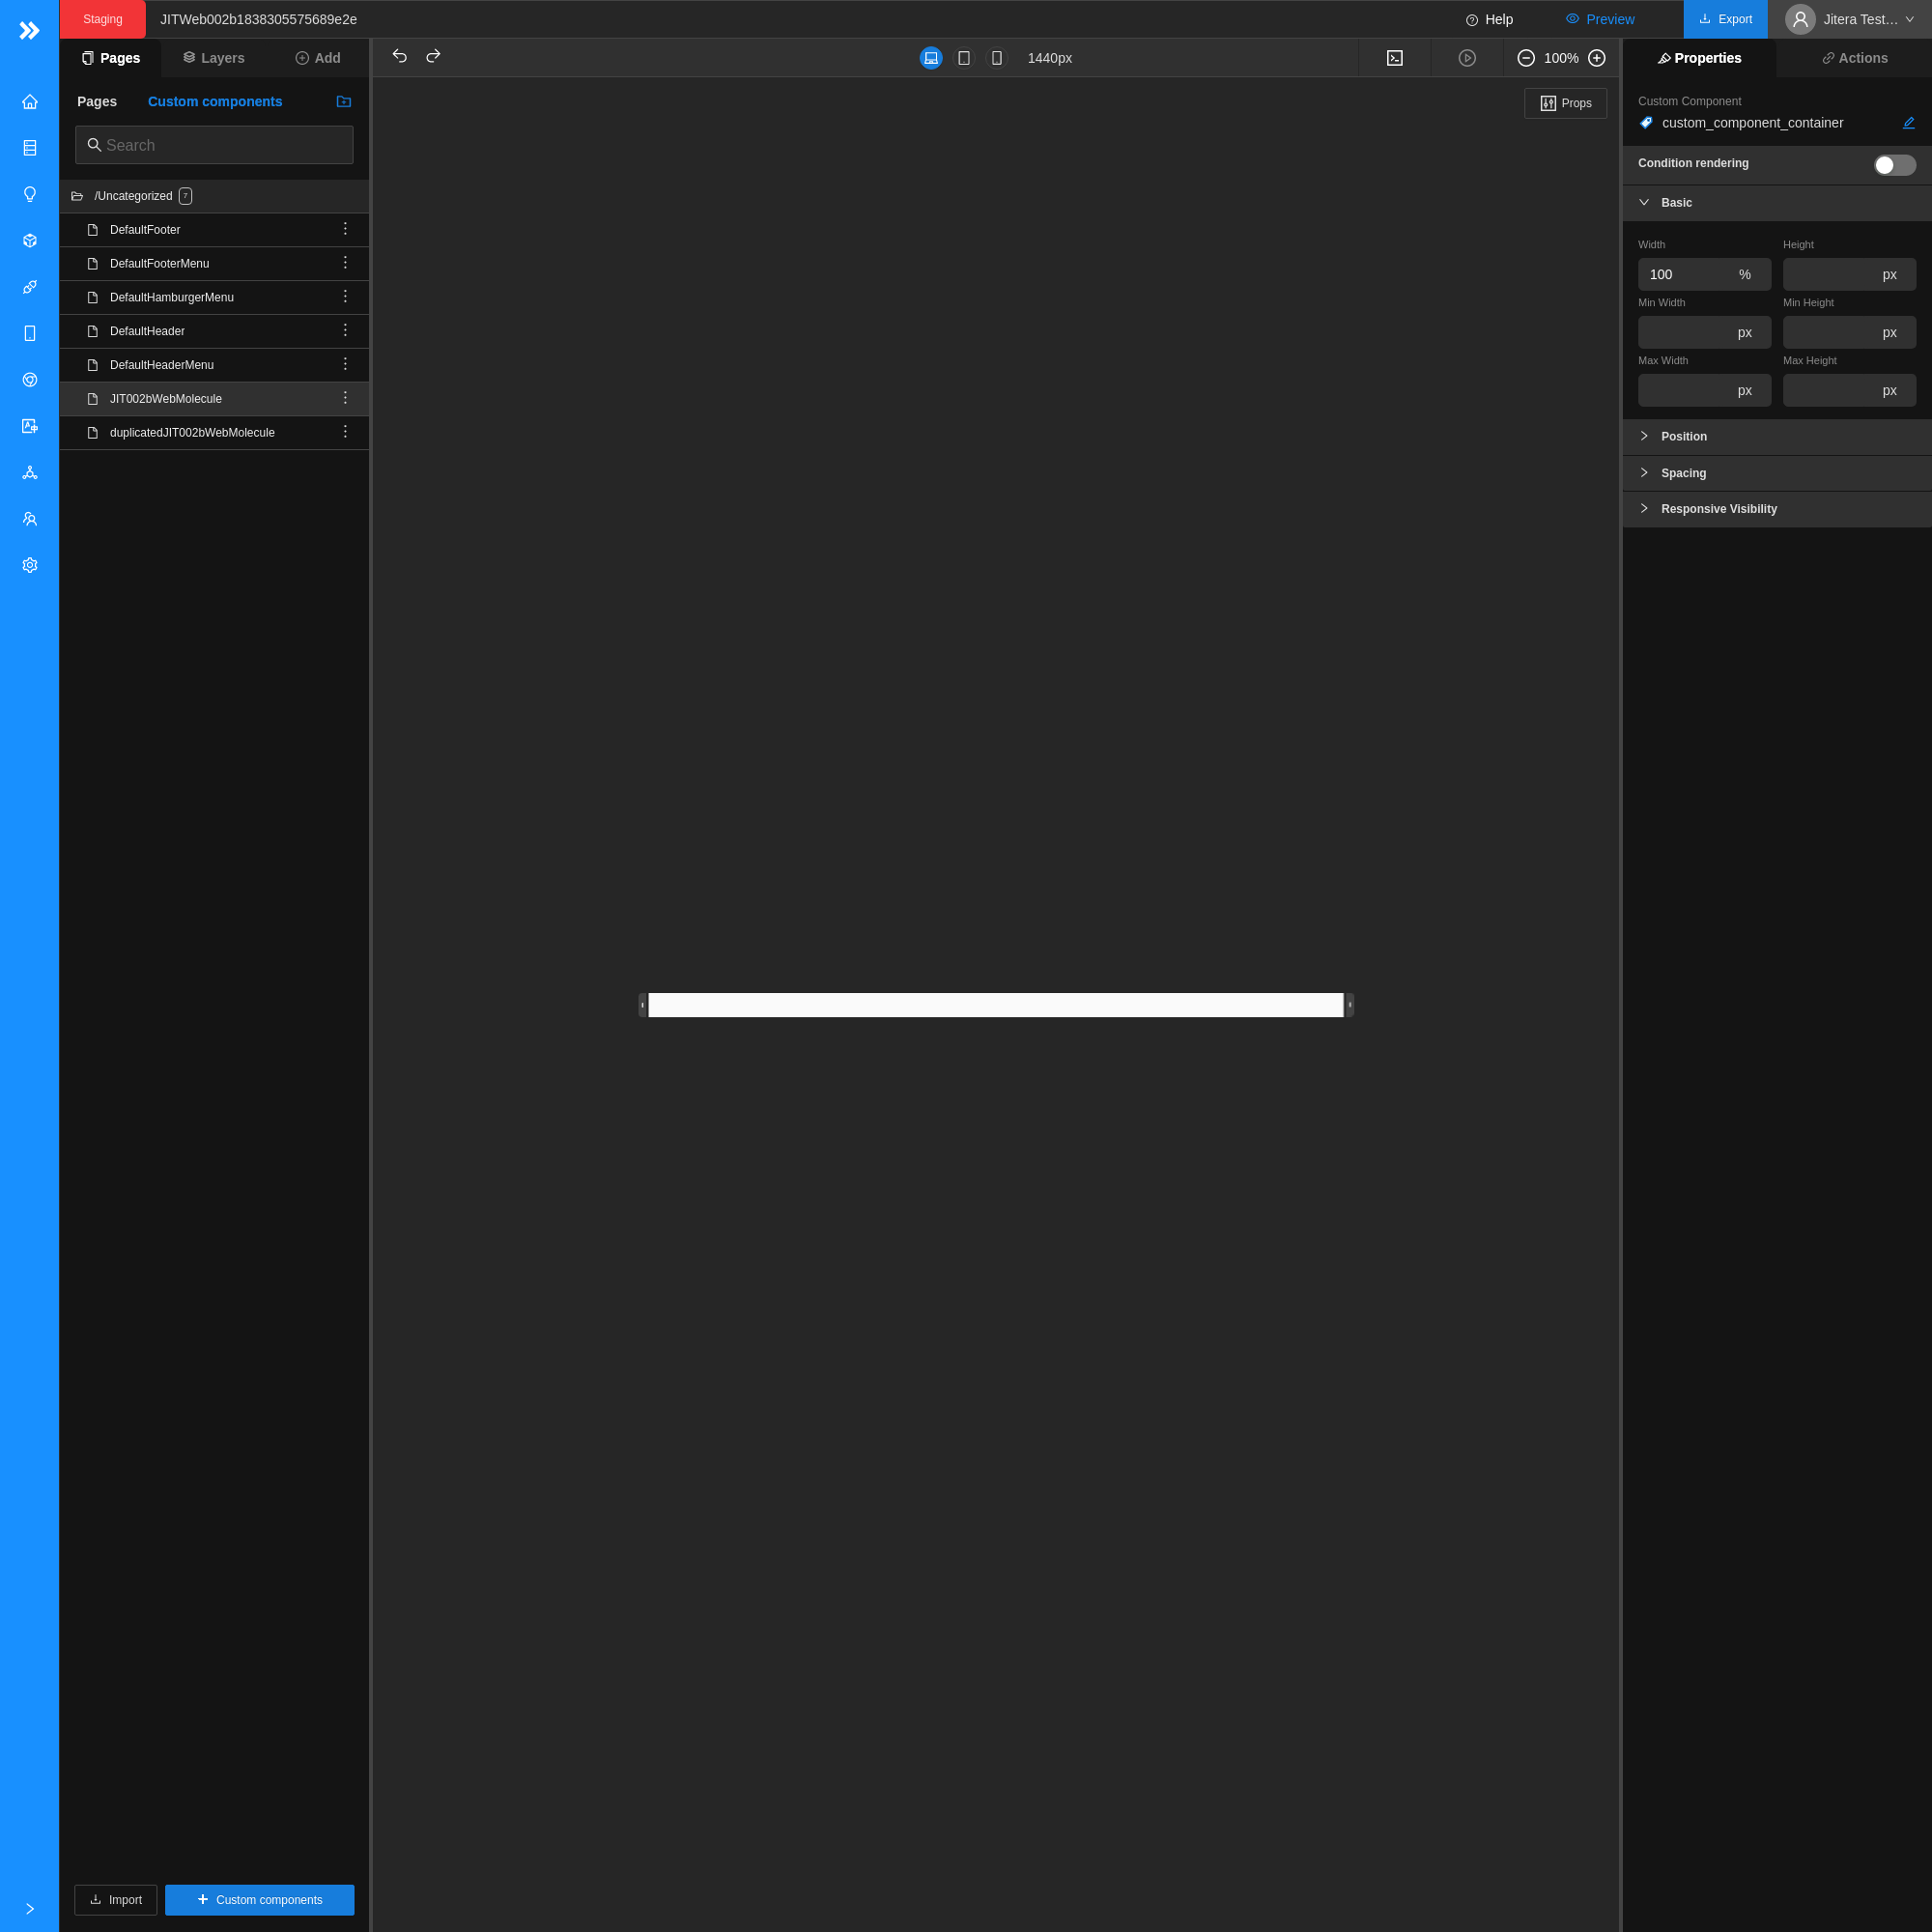 Staging
JITWeb002b1838305575689e2e
Help
Preview
Export
Jitera Test…
Pages
Layers
Add
1440px
100%
Properties
Actions
Pages
Custom components
Search
/Uncategorized 7
DefaultFooter
DefaultFooterMenu
DefaultHamburgerMenu
DefaultHeader
DefaultHeaderMenu
JIT002bWebMolecule
duplicatedJIT002bWebMolecule
Import
Custom components
Props
Custom Component
custom_component_container
Condition rendering
Basic
Width
Height
100 %
px
Min Width
Min Height
px
px
Max Width
Max Height
px
px
Position
Spacing
Responsive Visibility